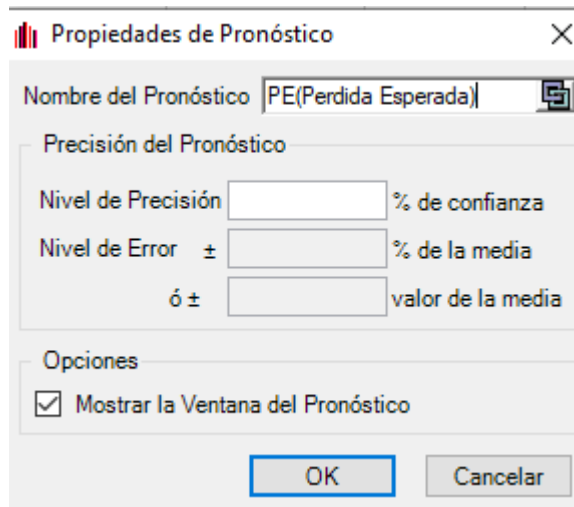 Propiedades de Pronóstico
Nombre del Pronóstico PE(Perdida Esperada)
Precisión del Pronóstico
Nivel de Precisión % de confianza
Nivel de Error ± % de la media
ó ± valor de la media
Opciones
Mostrar la Ventana del Pronóstico
OK Cancelar